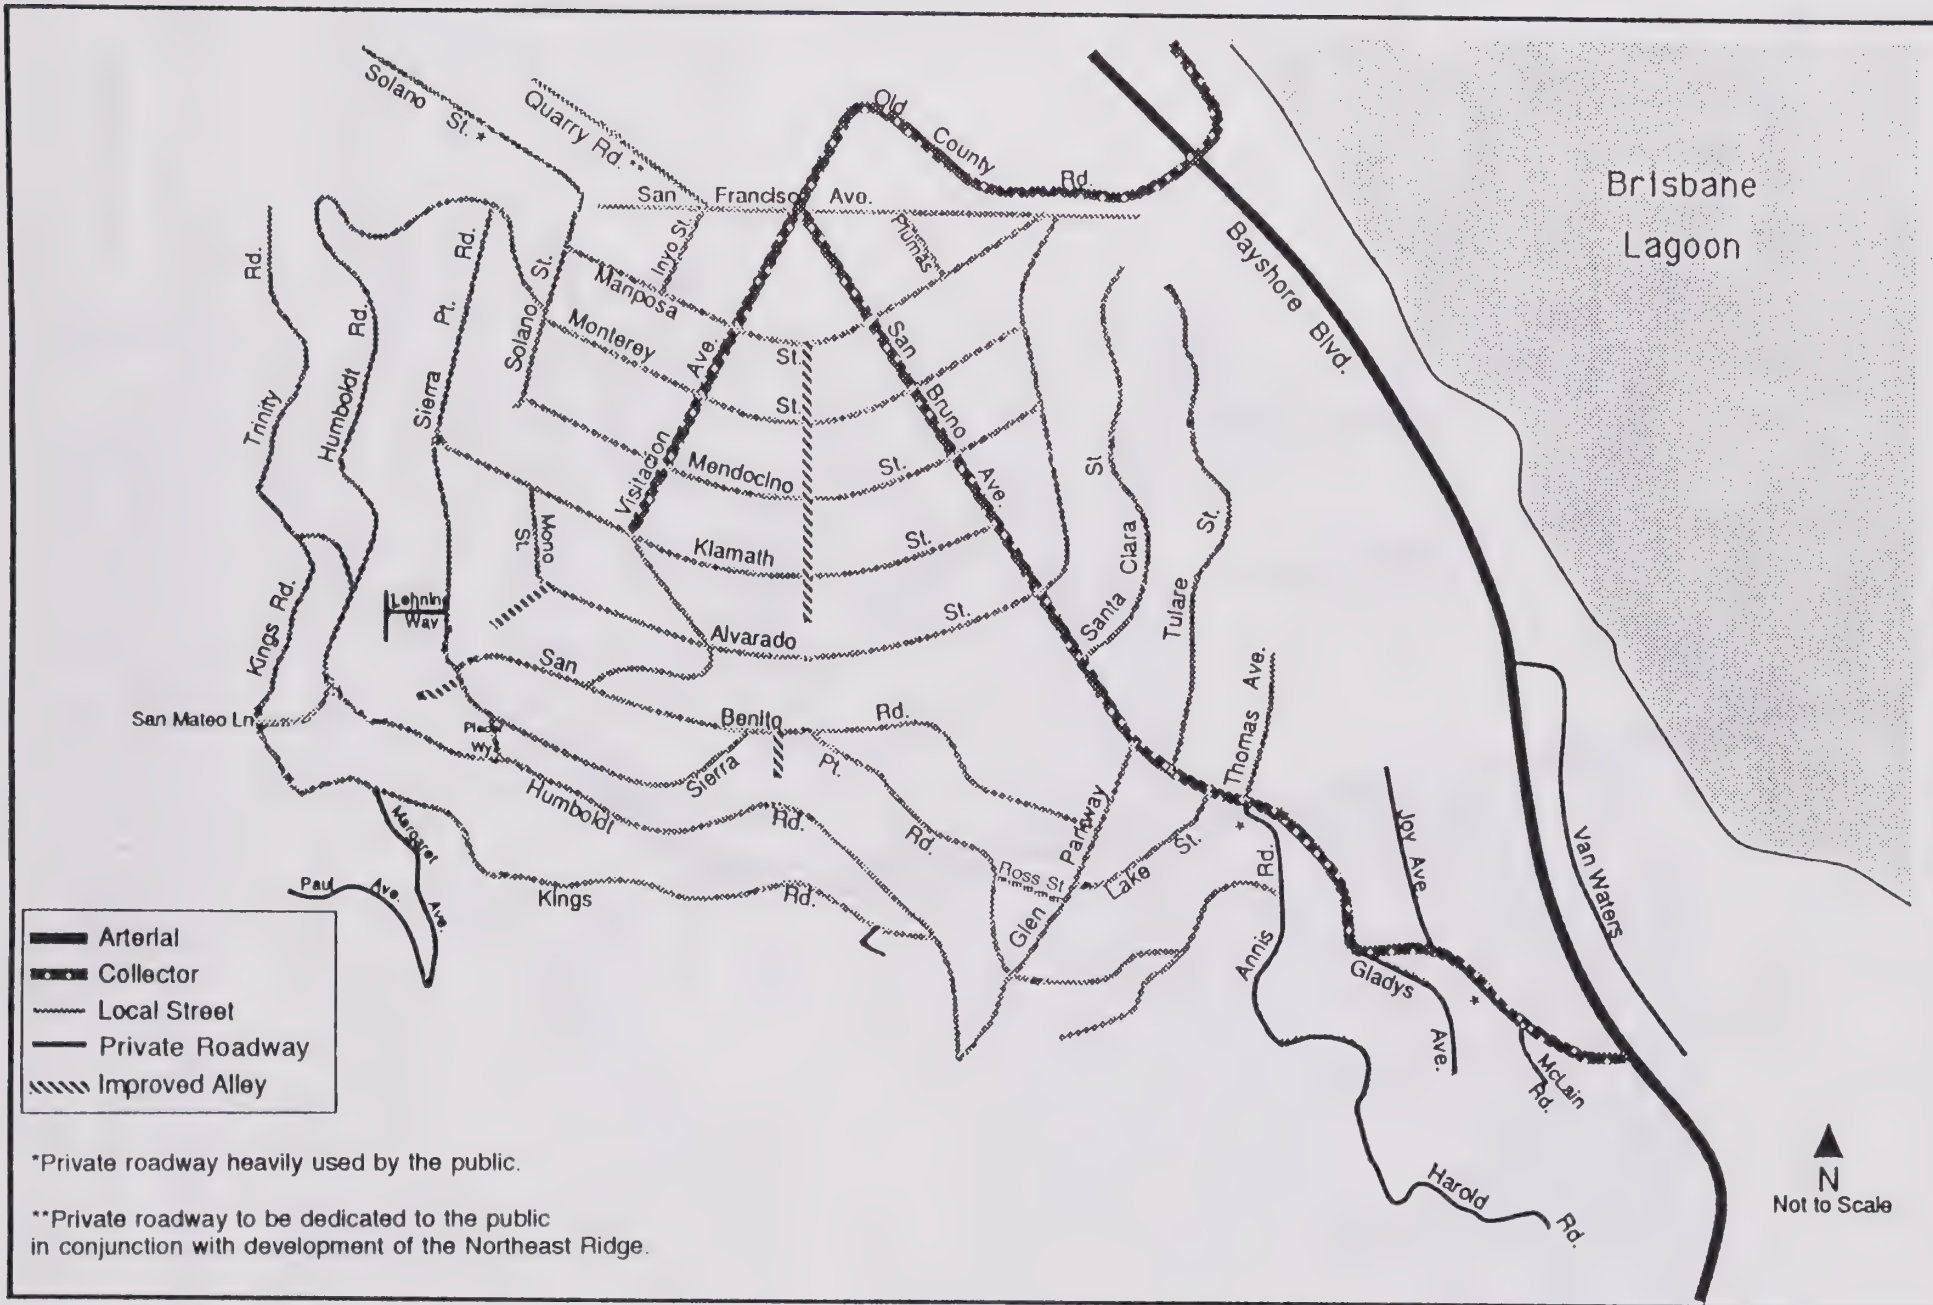 Solano
St. *
Quarry Rd. **
Old
County
Rd.
San Francisc Ave.
Inyo St.
Plumas
Brisbane
Lagoon
Bayshore Blvd.
Rd.
Trinity
Humboldt Rd.
Sierra Pt. Rd.
Solano St.
Mariposa
St.
Monterey
St.
Visitacion Ave.
San Bruno Ave.
Mendocino
St.
Klamath
St.
Mono
St.
Alvarado
St.
St
Clara
Santa
St.
Tulare
Lehning
Way
Kings Rd.
San Mateo Ln.
San
Benito
Rd.
Wy.
Sierra
Pt.
Rd.
Humboldt
Rd.
Thomas Ave.
*
Parkway
Glen
Ross St.
Lake
St.
Joy Ave.
Van Waters
Margaret
Ave.
Paul
Ave.
Kings
Rd.
Rd.
Annis
Gladys
Ave.
*
McLain
Rd.
Harold
Rd.
Arterial
Collector
Local Street
Private Roadway
Improved Alley
*Private roadway heavily used by the public.
**Private roadway to be dedicated to the public
in conjunction with development of the Northeast Ridge.
N
Not to Scale